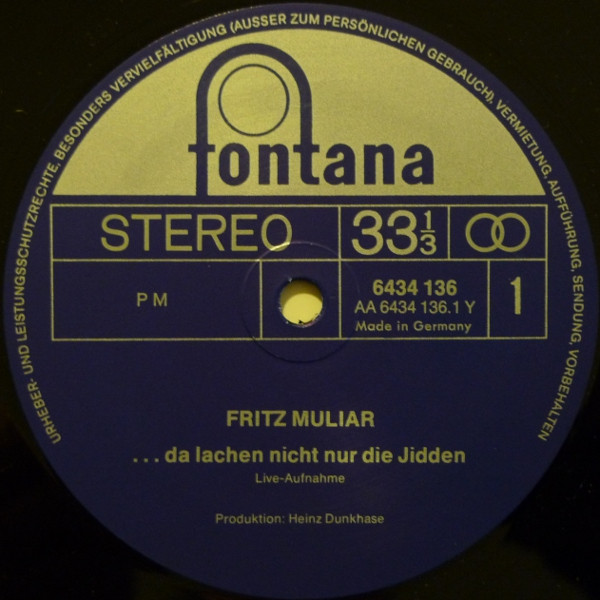 URHEBER- UND LEISTUNGSSCHUTZRECHTE, BESONDERS VERVIELFÄLTIGUNG (AUSSER ZUM PERSÖNLICHEN GEBRAUCH), VERMIETUNG, AUFFÜHRUNG, SENDUNG, VORBEHALTEN
fontana
STEREO 33⅓
PM
6434 136
AA 6434 136.1 Y
Made in Germany
1
FRITZ MULIAR
...da lachen nicht nur die Jidden
Live-Aufnahme
Produktion: Heinz Dunkhase